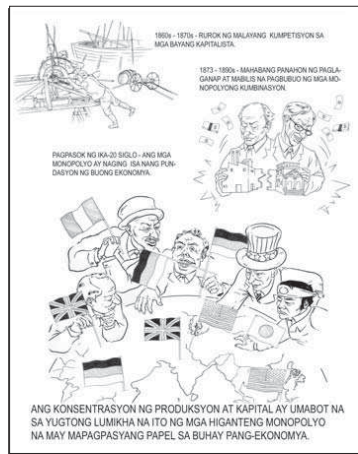 1860s - 1870s - RUROK NG MALAYANG KUMPETISYON SA
MGA BAYANG KAPITALISTA.
1873 - 1890s - MAHABANG PANAHON NG PAGLA-
GANAP AT MABILIS NA PAGBUBUO NG MGA MO-
NOPOLYONG KUMBINASYON.
PAGPASOK NG IKA-20 SIGLO - ANG MGA
MONOPOLYO AY NAGING ISA NANG PUN-
DASYON NG BUONG EKONOMYA.
ANG KONSENTRASYON NG PRODUKSYON AT KAPITAL AY UMABOT NA
SA YUGTONG LUMIKHA NA ITO NG MGA HIGANTENG MONOPOLYO
NA MAY MAPAGPASYANG PAPEL SA BUHAY PANG-EKONOMYA.